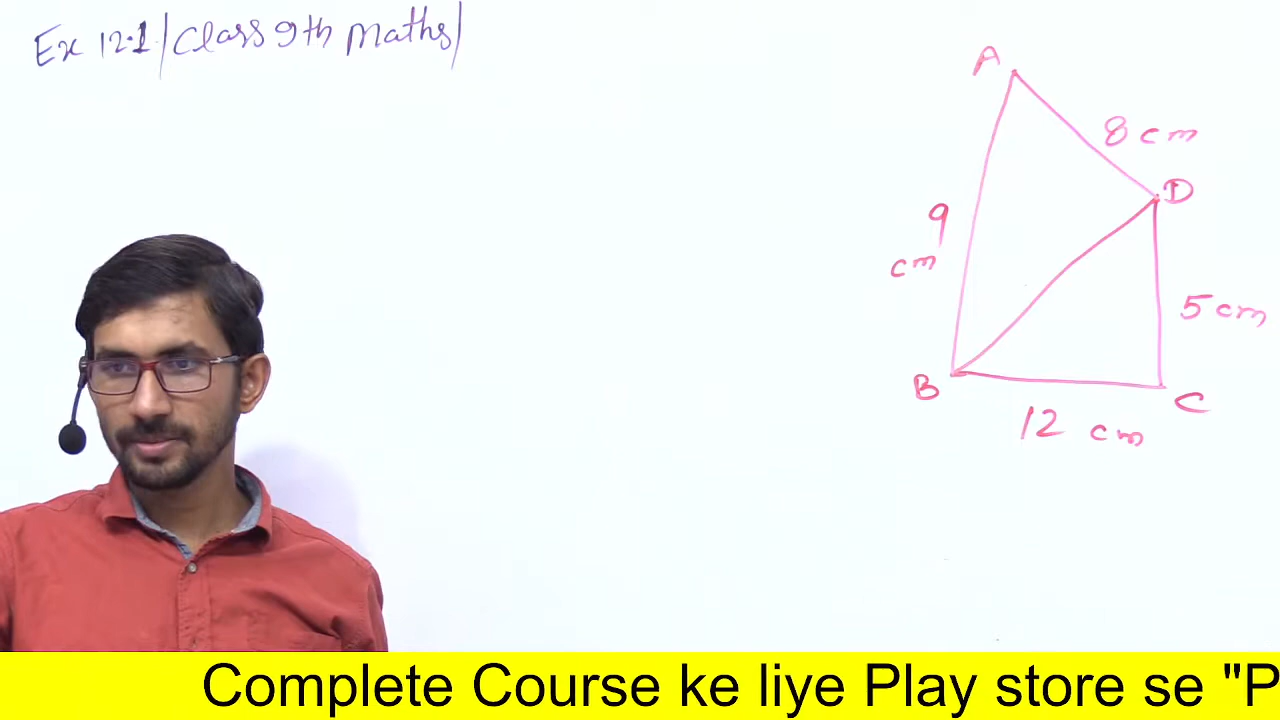 Ex 12.1/Class 9th Maths/
A
8 cm
D
9
cm
5 cm
B
C
12 cm
Complete Course ke liye Play store se "P